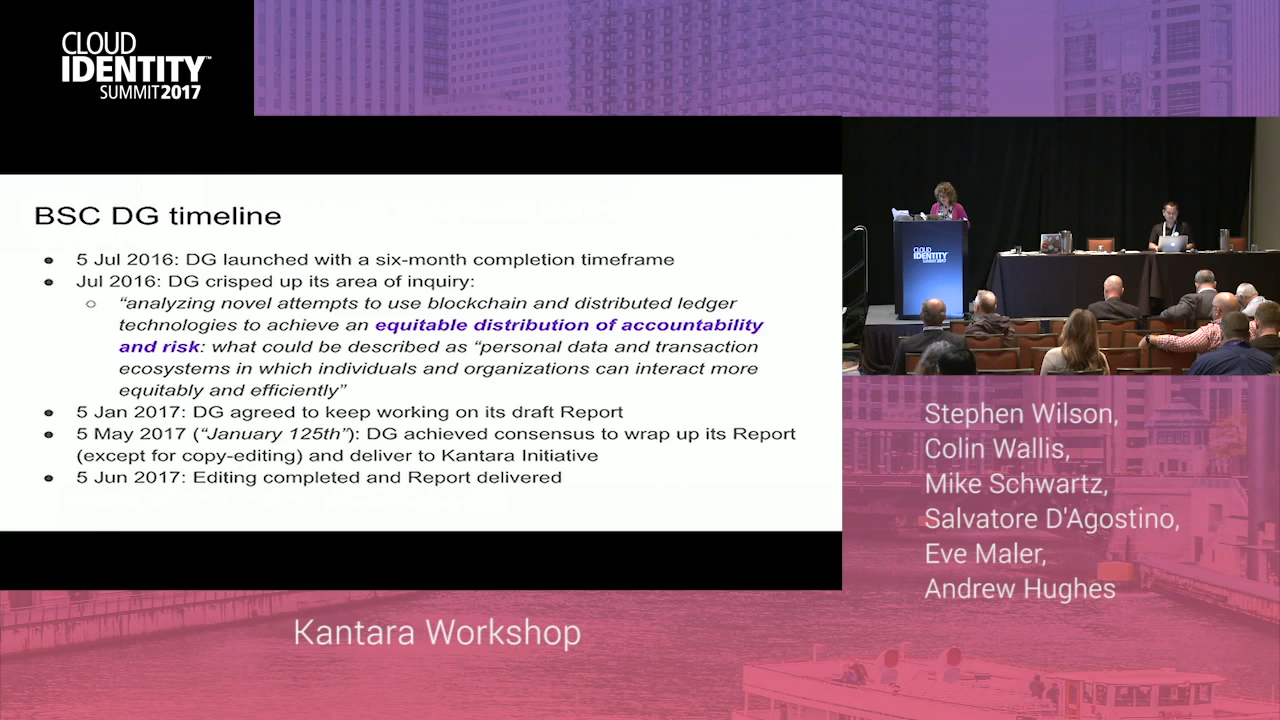 CLOUD
IDENTITY™
SUMMIT 2017
BSC DG timeline
5 Jul 2016: DG launched with a six-month completion timeframe
Jul 2016: DG crisped up its area of inquiry:
“analyzing novel attempts to use blockchain and distributed ledger
technologies to achieve an equitable distribution of accountability
and risk: what could be described as “personal data and transaction
ecosystems in which individuals and organizations can interact more
equitably and efficiently”
5 Jan 2017: DG agreed to keep working on its draft Report
5 May 2017 (“January 125th”): DG achieved consensus to wrap up its Report
(except for copy-editing) and deliver to Kantara Initiative
5 Jun 2017: Editing completed and Report delivered
CLOUD
IDENTITY
SUMMIT 2017
Stephen Wilson,
Colin Wallis,
Mike Schwartz,
Salvatore D'Agostino,
Eve Maler,
Andrew Hughes
Kantara Workshop